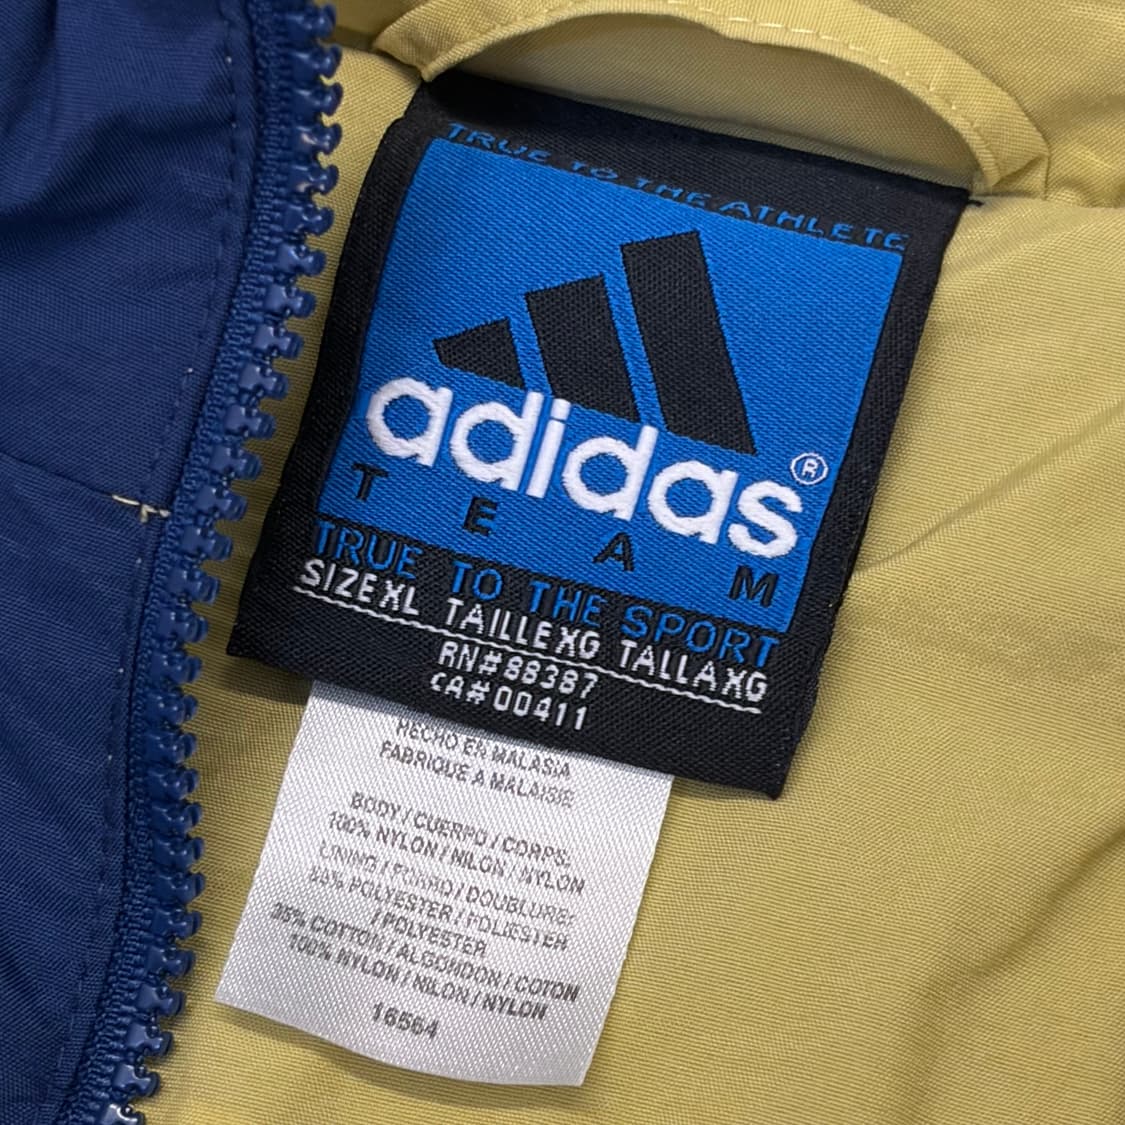 TRUE TO THE ATHLETE
adidas®
TEAM
TRUE TO THE SPORT
SIZE XL TAILLE XG TALLA XG
RN#88387
CA#00411
HECHO EN MALASIA
FABRIQUE A MALAISIE
BODY / CUERPO / CORPS:
100% NYLON / NILON / NYLON
LINING / FORRO / DOUBLURE:
POLYESTER / POLIESTER
/ POLYESTER
35% COTTON / ALGONDON / COTON
100% NYLON / NILON / NYLON
16564